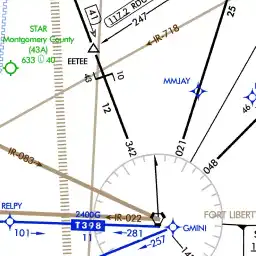 41
117.2 ROC
247
25
STAR
Montgomery County
(43A)
633 40
IR-718
EETEE
43
10
MMJAY
46
12
342
021
048
IR-083
RELPY
2400G
IR-022
FORT LIBERT
T398
GMINI
101
11
281
257